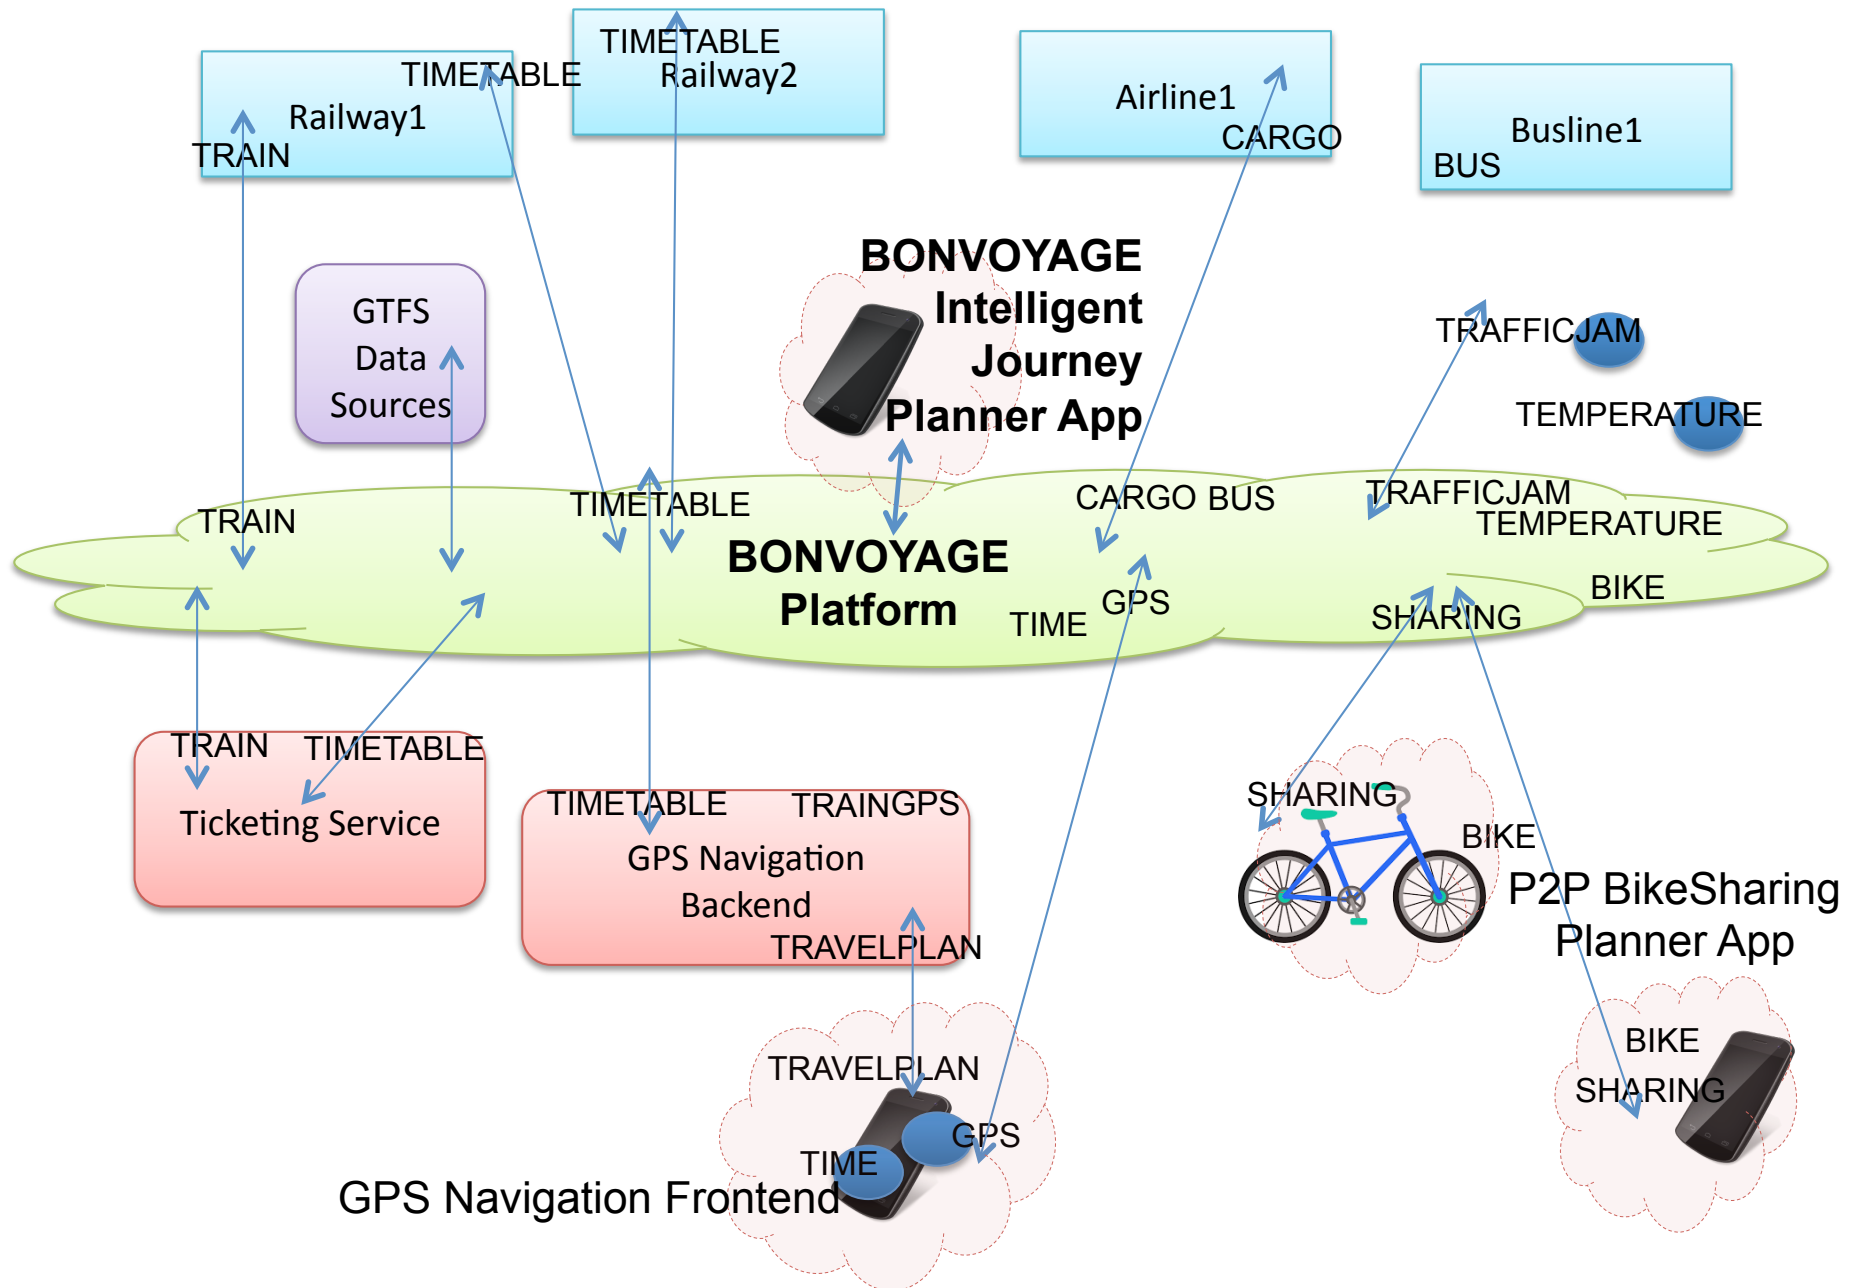 TIMETABLE
Railway2
TIMETABLE
Railway1
TRAIN
Airline1
CARGO
Busline1
BUS
GTFS
Data
Sources
BONVOYAGE
Intelligent
Journey
Planner App
TRAFFICJAM
TEMPERATURE
TRAIN
TIMETABLE
CARGO
BUS
TRAFFICJAM
TEMPERATURE
BONVOYAGE
Platform
TIME
GPS
SHARING
BIKE
TRAIN
TIMETABLE
Ticketing Service
TIMETABLE
TRAIN
GPS
GPS Navigation
Backend
TRAVELPLAN
SHARING
BIKE
P2P BikeSharing
Planner App
BIKE
SHARING
TRAVELPLAN
GPS
TIME
GPS Navigation Frontend